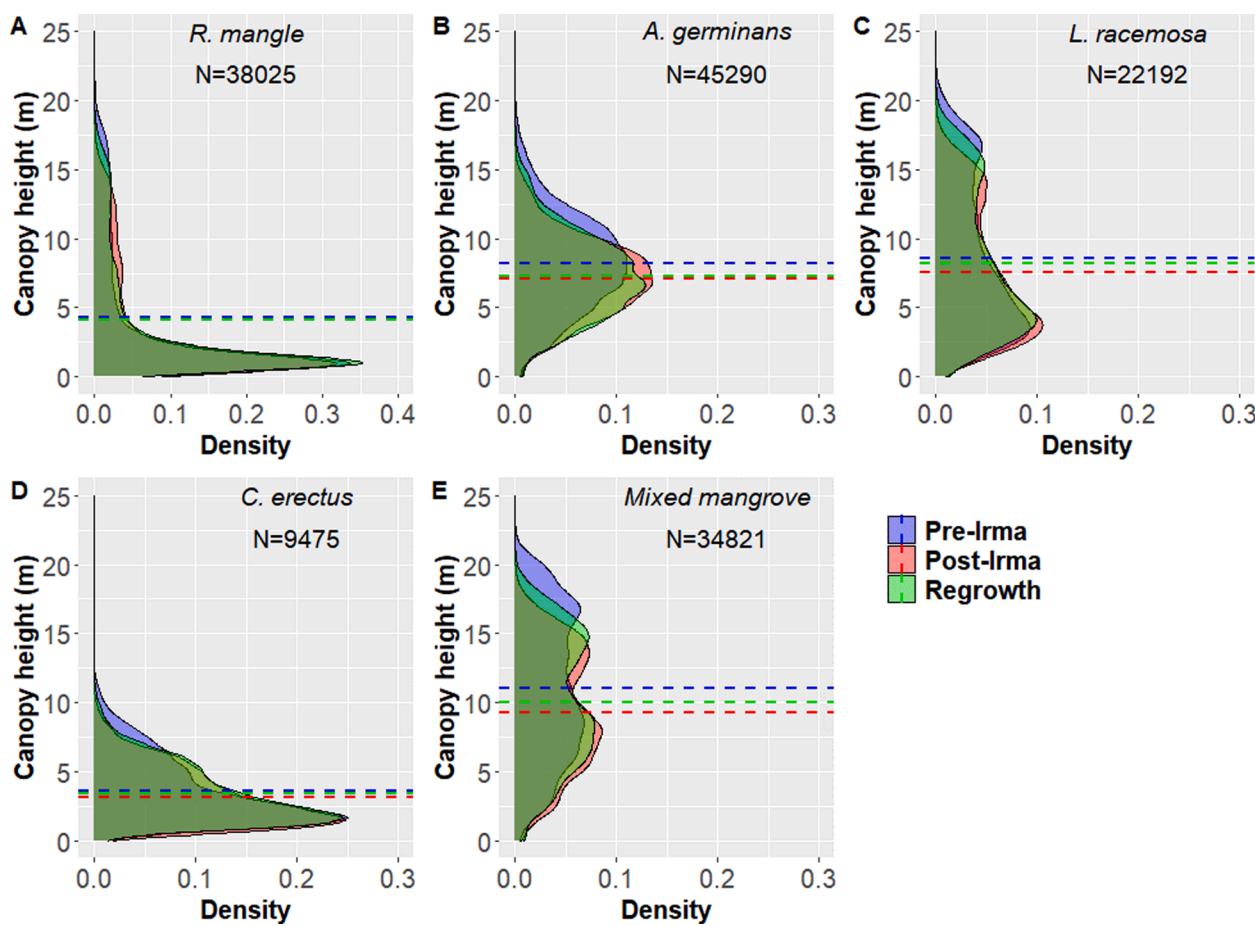 A
R. mangle
N=38025
Canopy height (m)
25
20
15
10
5
0
0.0 0.1 0.2 0.3 0.4
Density
B
A. germinans
N=45290
Canopy height (m)
25
20
15
10
5
0
0.0 0.1 0.2 0.3
Density
C
L. racemosa
N=22192
Canopy height (m)
25
20
15
10
5
0
0.0 0.1 0.2 0.3
Density
D
C. erectus
N=9475
Canopy height (m)
25
20
15
10
5
0
0.0 0.1 0.2 0.3
Density
E
Mixed mangrove
N=34821
Canopy height (m)
25
20
15
10
5
0
0.0 0.1 0.2 0.3
Density
Pre-Irma
Post-Irma
Regrowth